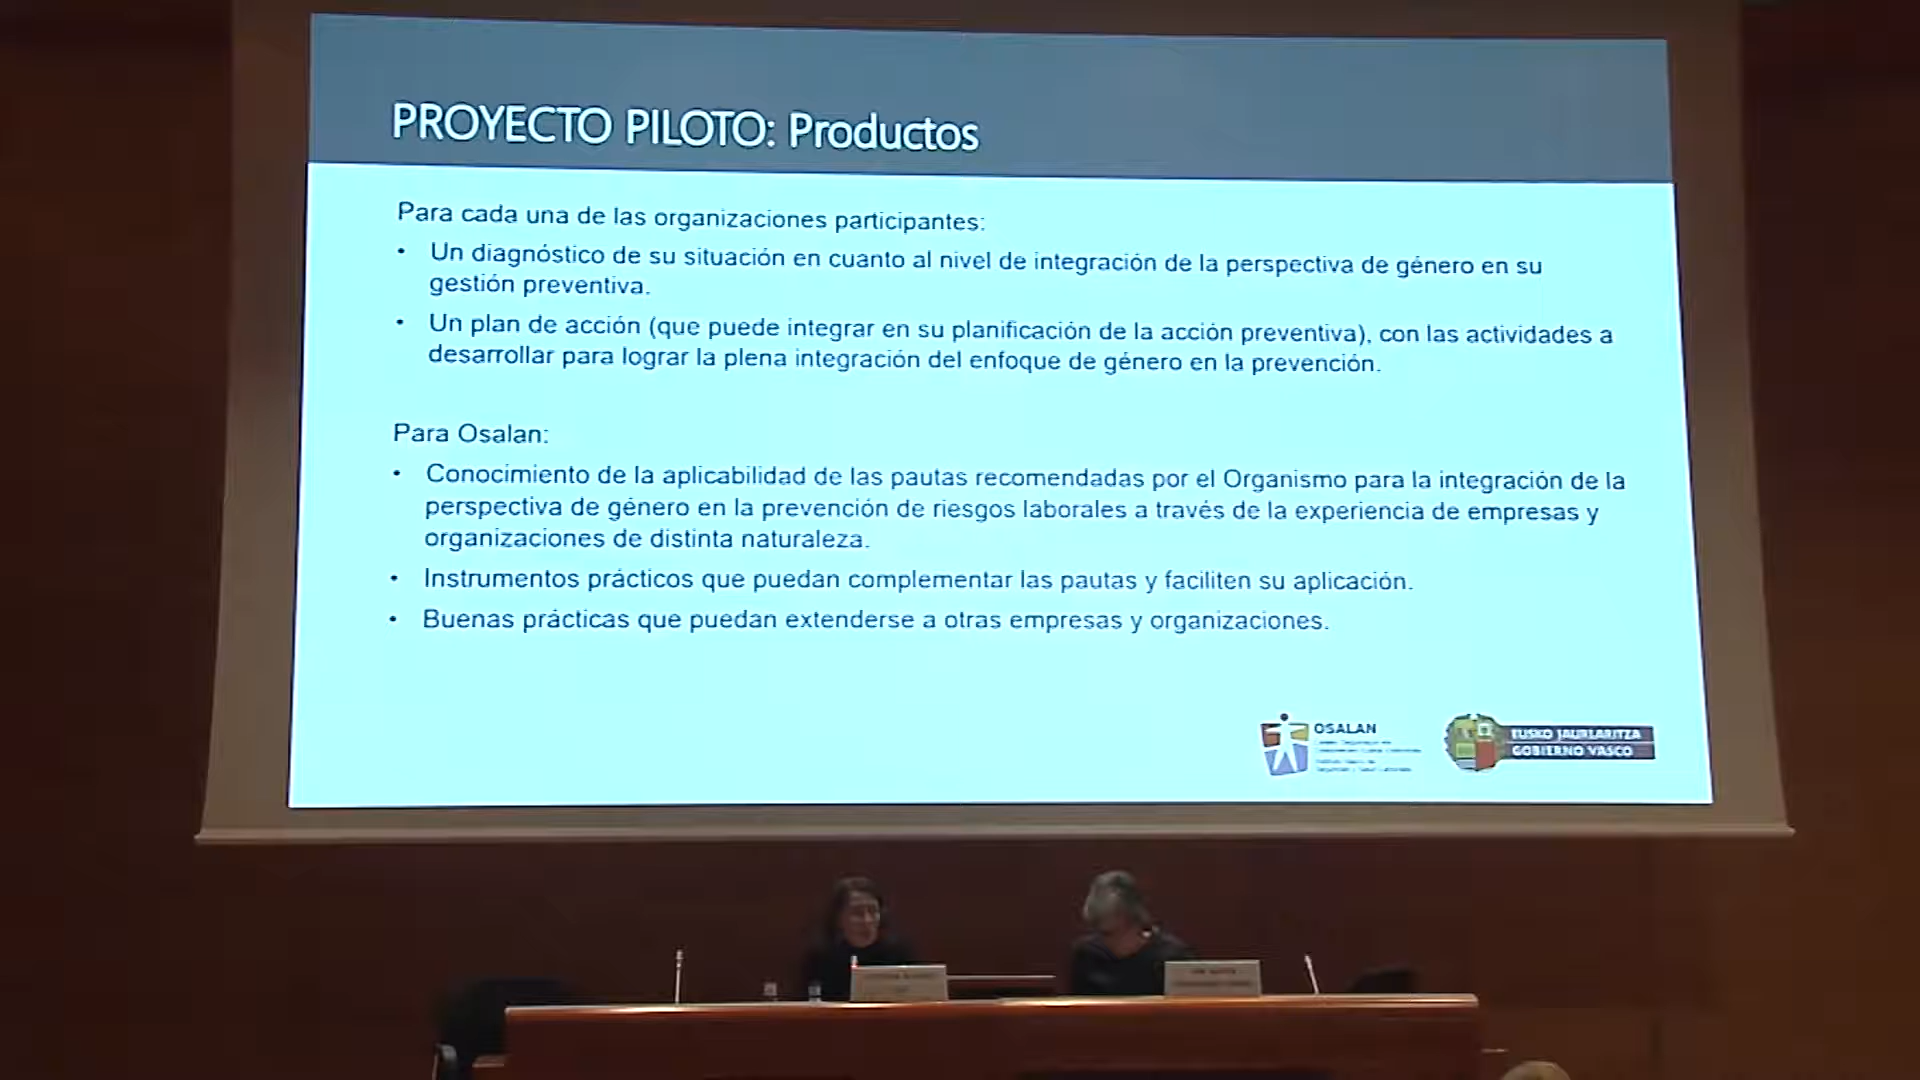 PROYECTO PILOTO: Productos
Para cada una de las organizaciones participantes:
• Un diagnóstico de su situación en cuanto al nivel de integración de la perspectiva de género en su
gestión preventiva.
• Un plan de acción (que puede integrar en su planificación de la acción preventiva), con las actividades a
desarrollar para lograr la plena integración del enfoque de género en la prevención.
Para Osalan:
• Conocimiento de la aplicabilidad de las pautas recomendadas por el Organismo para la integración de la
perspectiva de género en la prevención de riesgos laborales a través de la experiencia de empresas y
organizaciones de distinta naturaleza.
• Instrumentos prácticos que puedan complementar las pautas y faciliten su aplicación.
• Buenas prácticas que puedan extenderse a otras empresas y organizaciones.
OSALAN
EUSKO JAURLARITZA
GOBIERNO VASCO